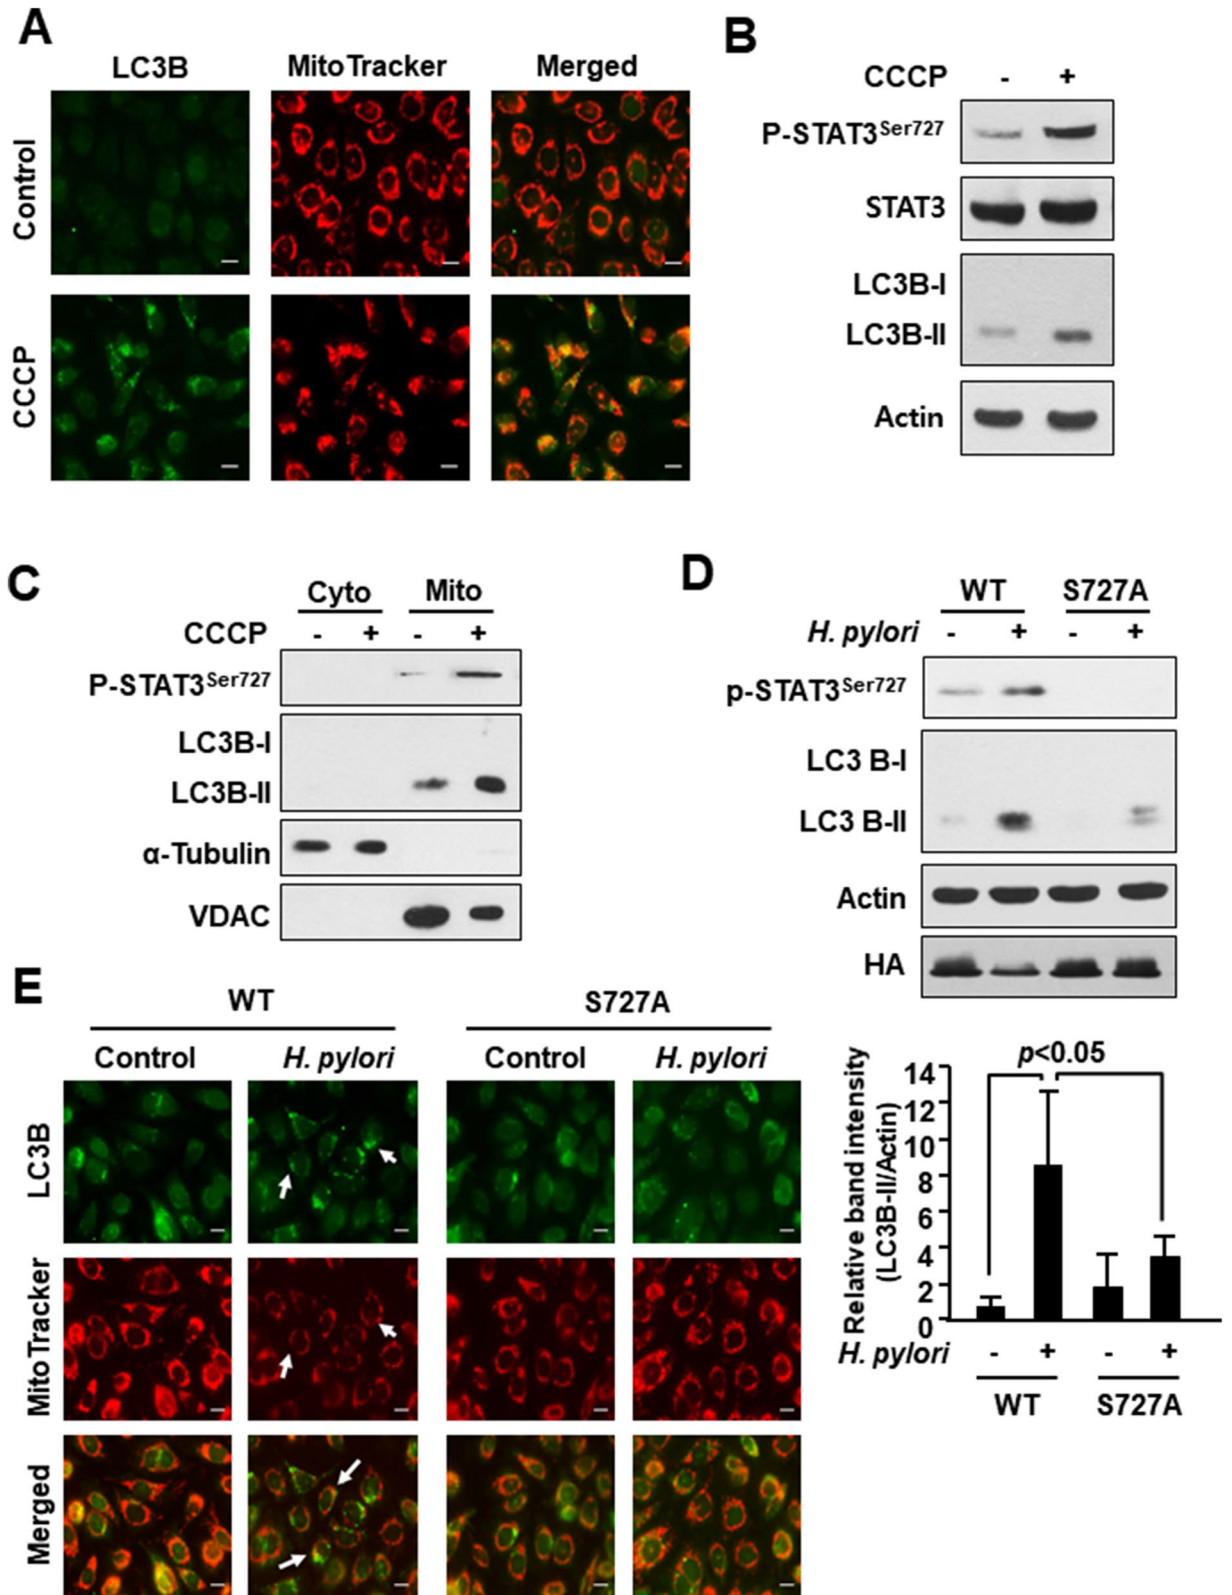 A
LC3B
MitoTracker
Merged
Control
CCCP
B
CCCP - +
P-STAT3Ser727
STAT3
LC3B-I
LC3B-II
Actin
C
Cyto Mito
CCCP - + - +
P-STAT3Ser727
LC3B-I
LC3B-II
α-Tubulin
VDAC
D
WT S727A
H. pylori - + - +
p-STAT3Ser727
LC3 B-I
LC3 B-II
Actin
HA
Relative band intensity
(LC3B-II/Actin)
p<0.05
14
12
10
8
6
4
2
0
H. pylori - + - +
WT S727A
E
WT S727A
Control H. pylori Control H. pylori
LC3B
MitoTracker
Merged